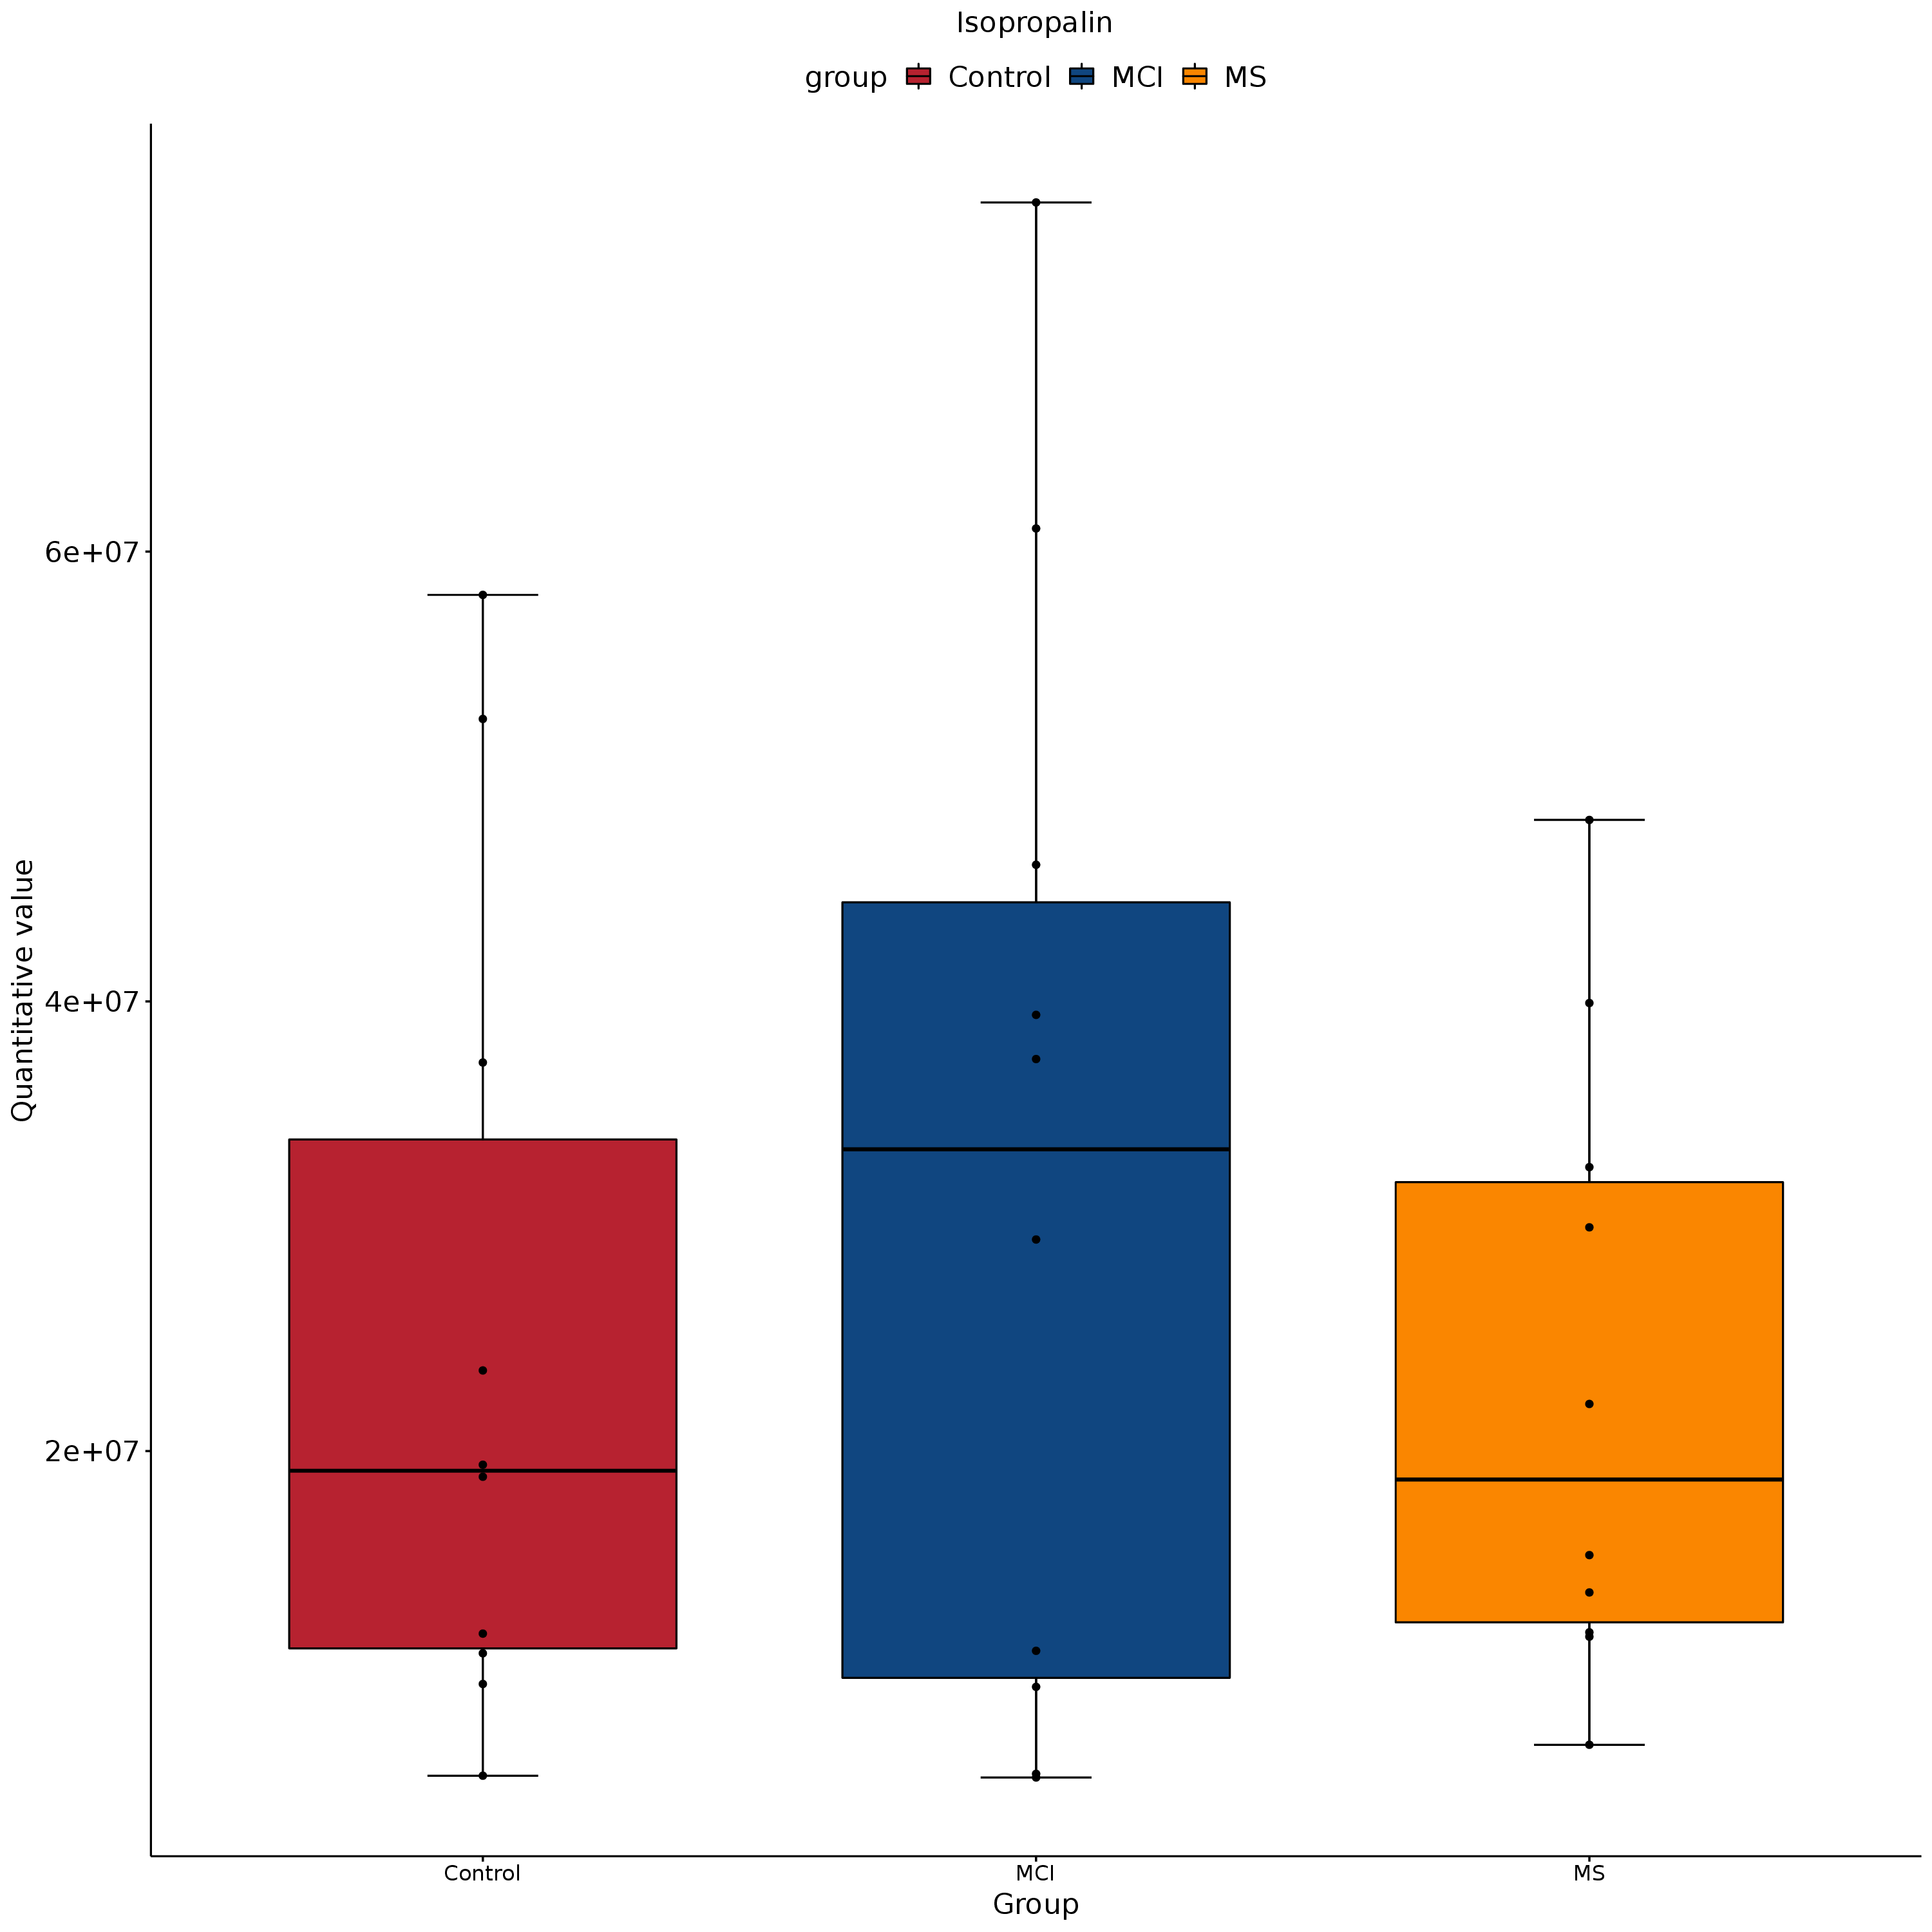 Isopropalin
group Control MCI MS
6e+07
4e+07
2e+07
Quantitative value
Control MCI MS
Group